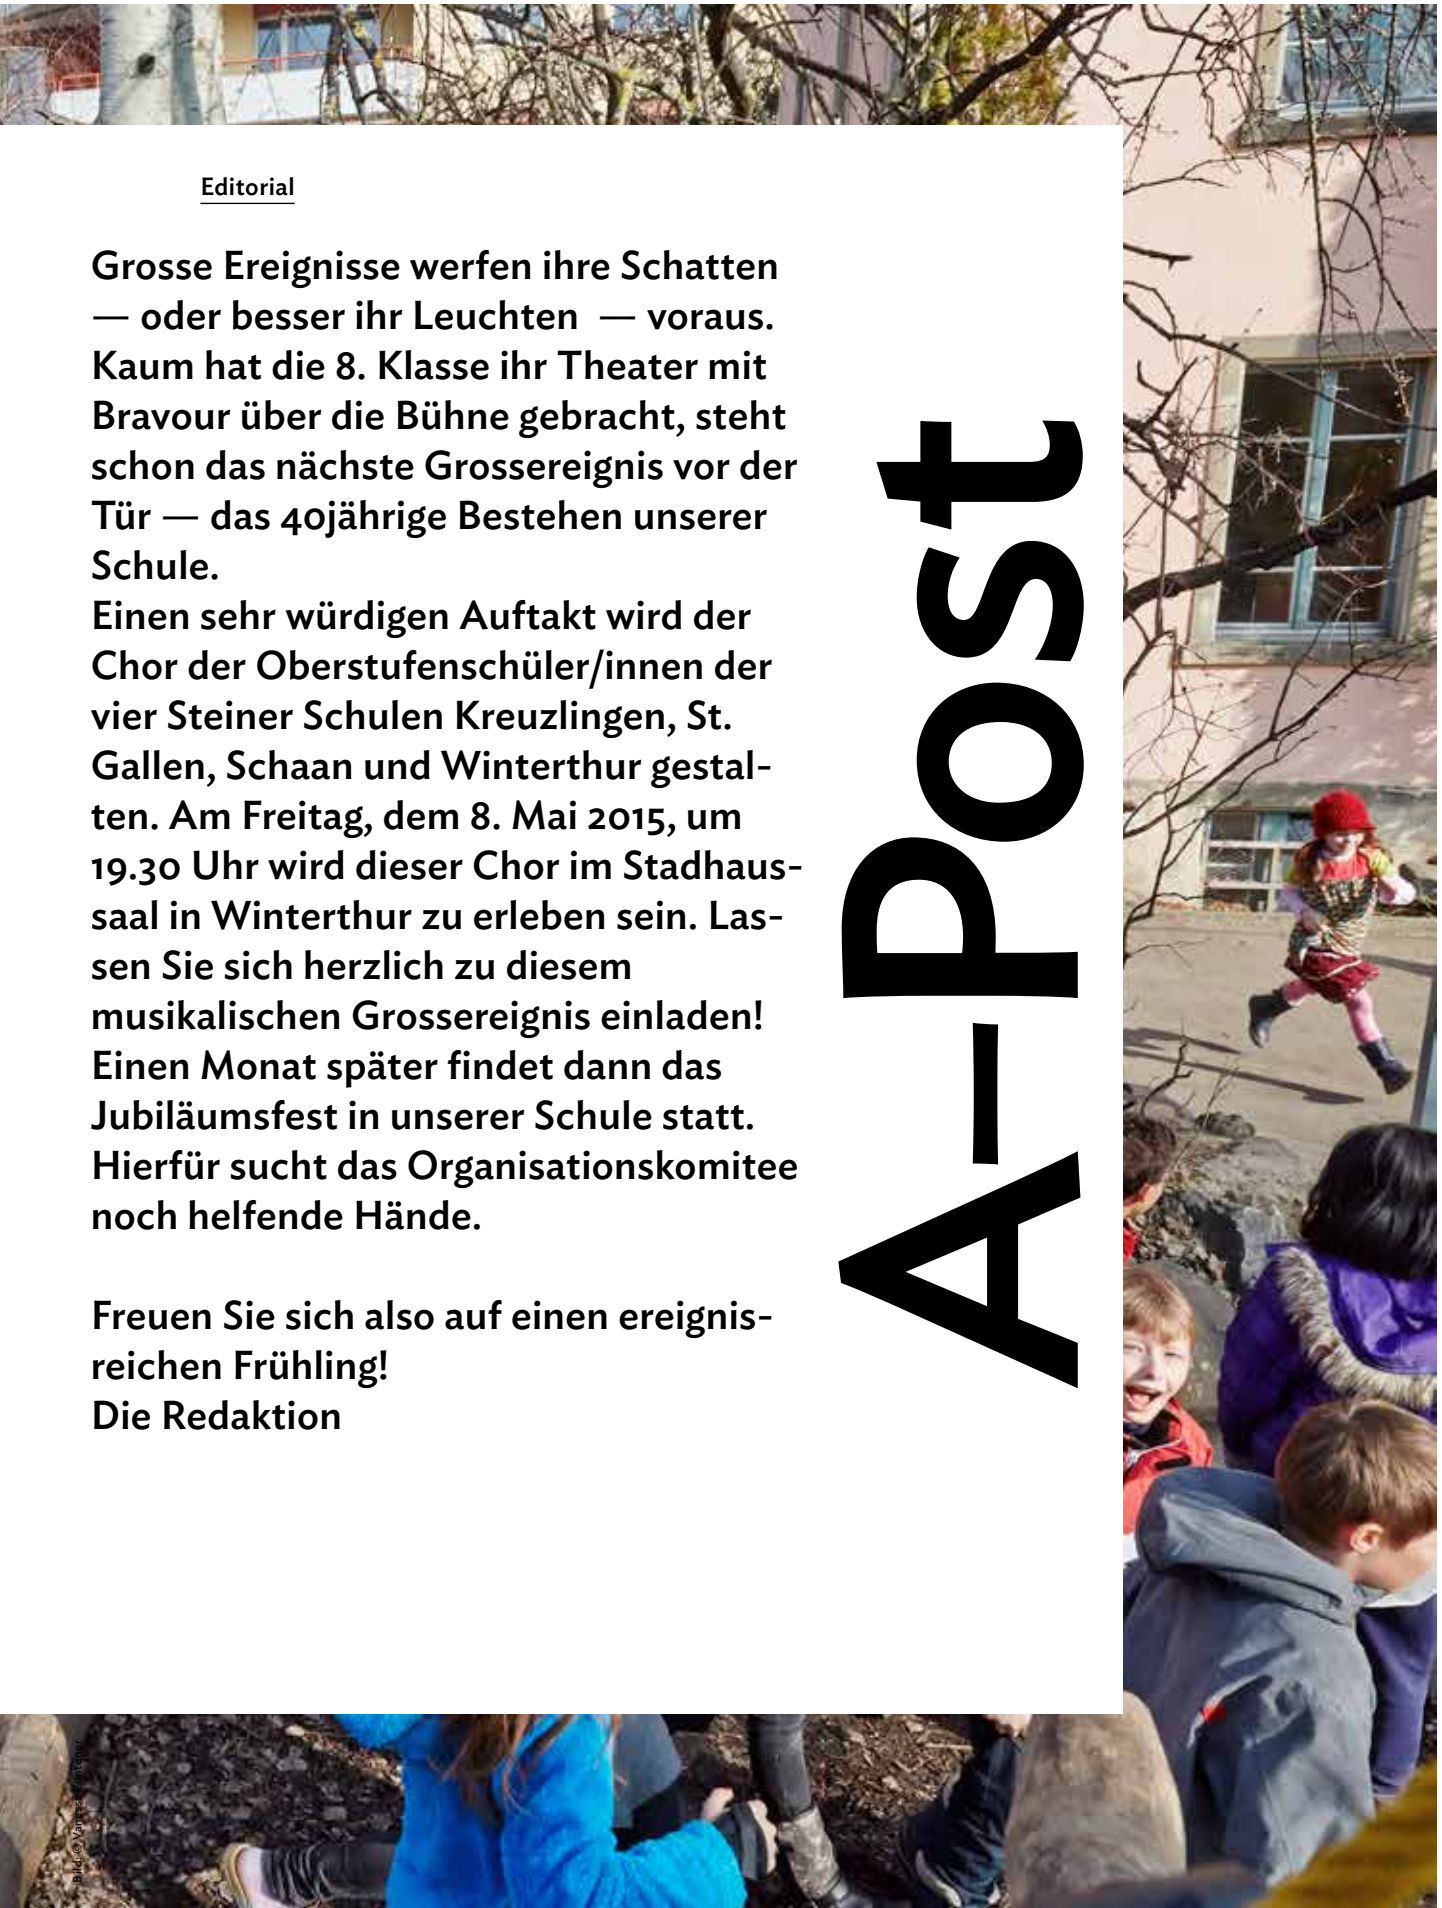 Editorial
Grosse Ereignisse werfen ihre Schatten
— oder besser ihr Leuchten — voraus.
Kaum hat die 8. Klasse ihr Theater mit
Bravour über die Bühne gebracht, steht
schon das nächste Grossereignis vor der
Tür — das 40jährige Bestehen unserer
Schule.
Einen sehr würdigen Auftakt wird der
Chor der Oberstufenschüler/innen der
vier Steiner Schulen Kreuzlingen, St.
Gallen, Schaan und Winterthur gestal-
ten. Am Freitag, dem 8. Mai 2015, um
19.30 Uhr wird dieser Chor im Stadhaus-
saal in Winterthur zu erleben sein. Las-
sen Sie sich herzlich zu diesem
musikalischen Grossereignis einladen!
Einen Monat später findet dann das
Jubiläumsfest in unserer Schule statt.
Hierfür sucht das Organisationskomitee
noch helfende Hände.
Freuen Sie sich also auf einen ereignis-
reichen Frühling!
Die Redaktion
A–Post
Bild: ©